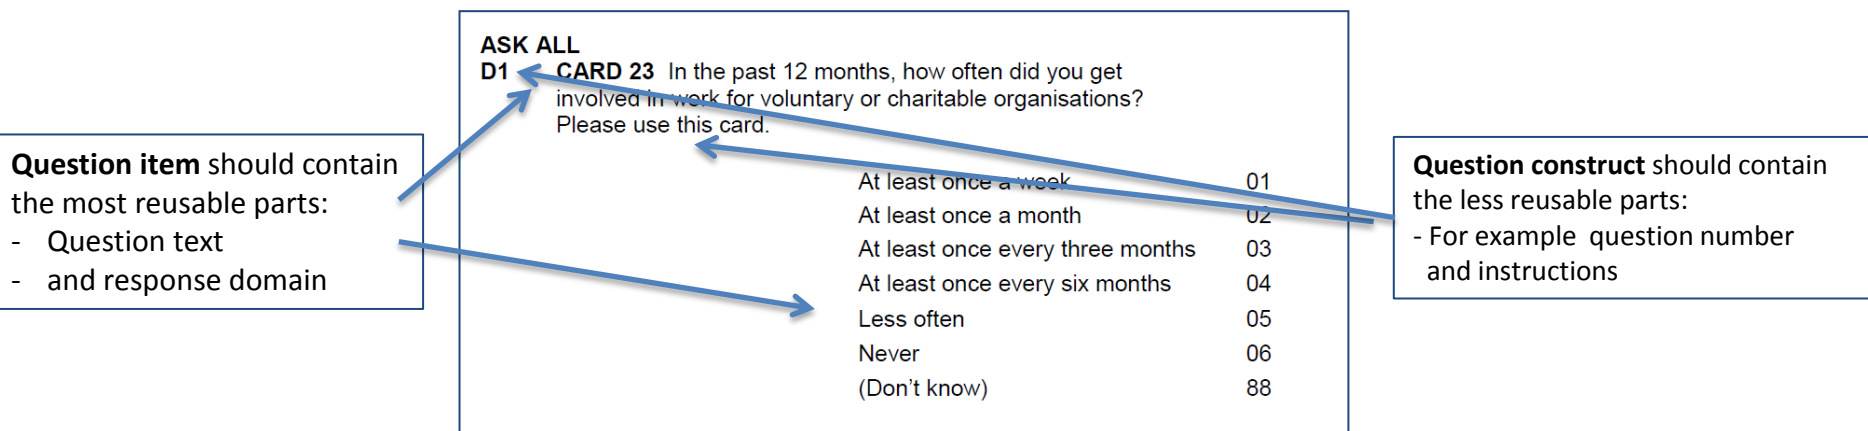 ASK ALL
D1 CARD 23 In the past 12 months, how often did you get
involved in work for voluntary or charitable organisations?
Please use this card.
At least once a week 01
At least once a month 02
At least once every three months 03
At least once every six months 04
Less often 05
Never 06
(Don't know) 88
Question item should contain
the most reusable parts:
- Question text
- and response domain
Question construct should contain
the less reusable parts:
- For example question number
and instructions